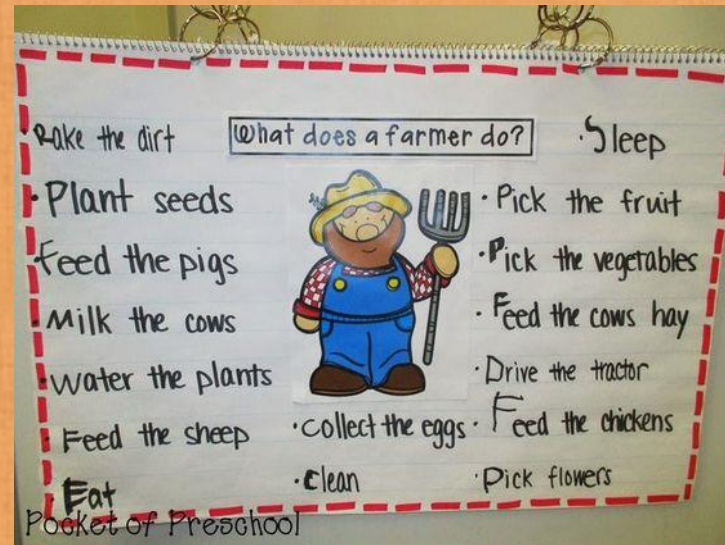 What does a farmer do?
Rake the dirt
· Plant seeds
· Feed the pigs
· Milk the cows
· Water the plants
· Feed the sheep
· Eat
· Collect the eggs
· Clean
· Sleep
· Pick the fruit
· Pick the vegetables
· Feed the cows hay
· Drive the tractor
· Feed the chickens
· Pick flowers
Pocket of Preschool